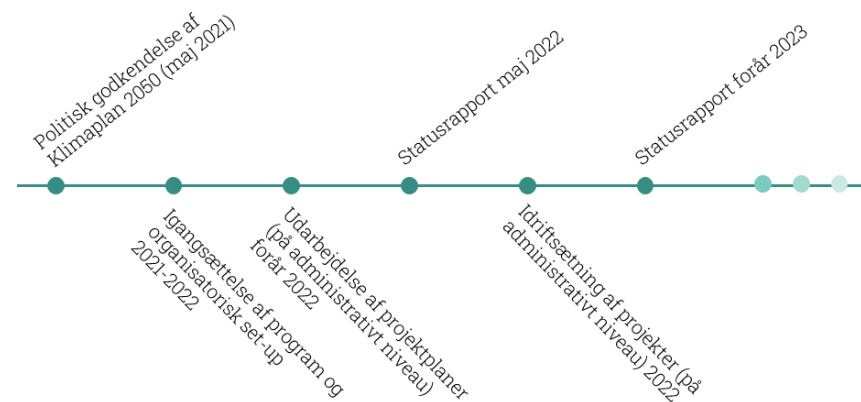 Politisk godkendelse af
Klimaplan 2050 (maj 2021)
Igangsættelse af program og
organisatorisk set-up
2021-2022
Udarbejdelse af projektplaner
(på administrativt niveau)
forår 2022
Statusrapport maj 2022
Idriftsætning af projekter (på
administrativt niveau) 2022
Statusrapport forår 2023